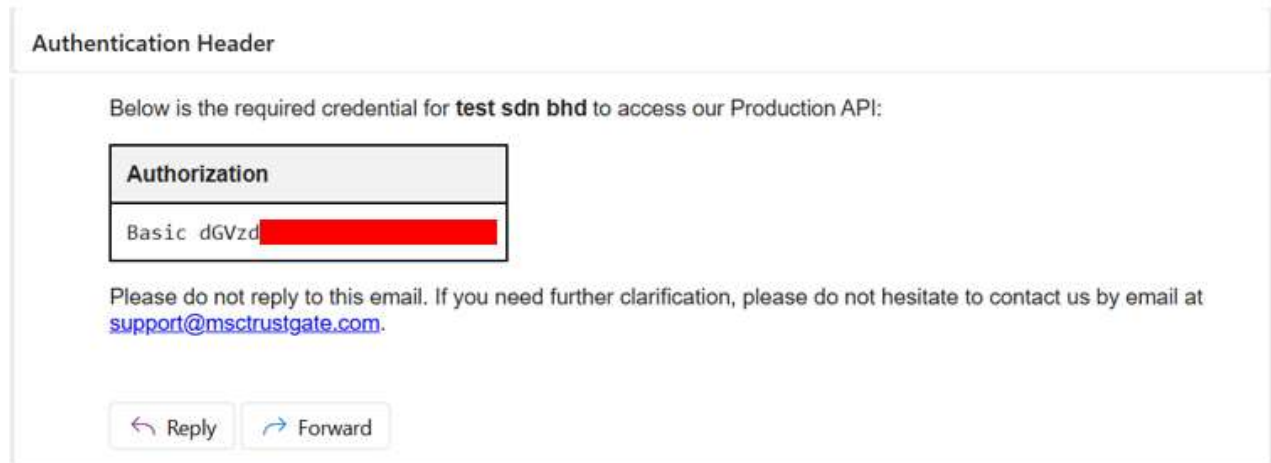 Authentication Header
Below is the required credential for test sdn bhd to access our Production API:
Authorization
Basic dGVzd
Please do not reply to this email. If you need further clarification, please do not hesitate to contact us by email at
support@msctrustgate.com.
Reply
Forward